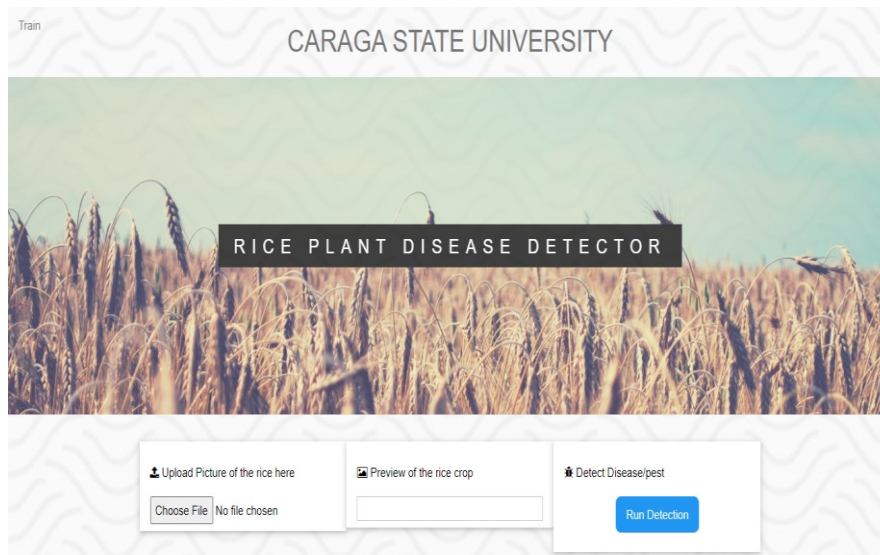 Train
CARAGA STATE UNIVERSITY
RICE PLANT DISEASE DETECTOR
Upload Picture of the rice here
Choose File No file chosen
Preview of the rice crop
Detect Disease/pest
Run Detection